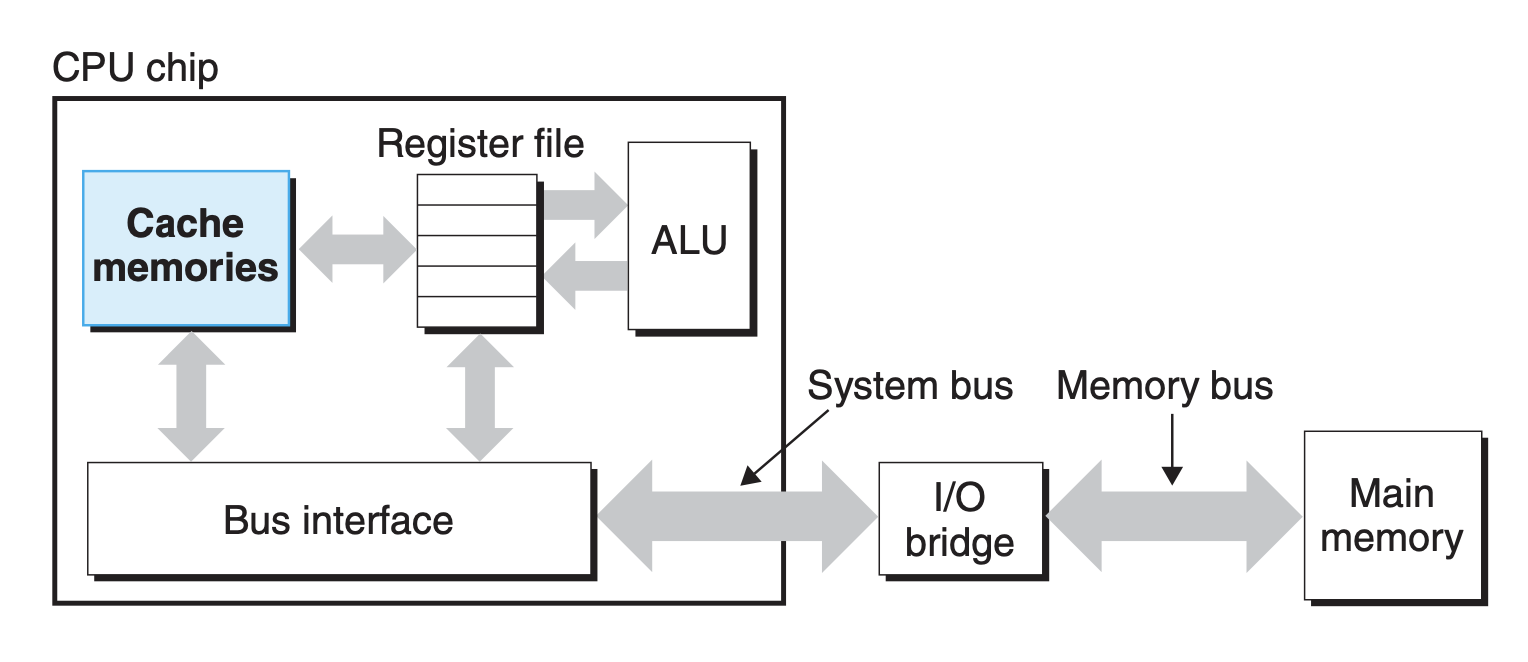 CPU chip
Register file
Cache
memories
ALU
System bus
Memory bus
Bus interface
I/O
bridge
Main
memory